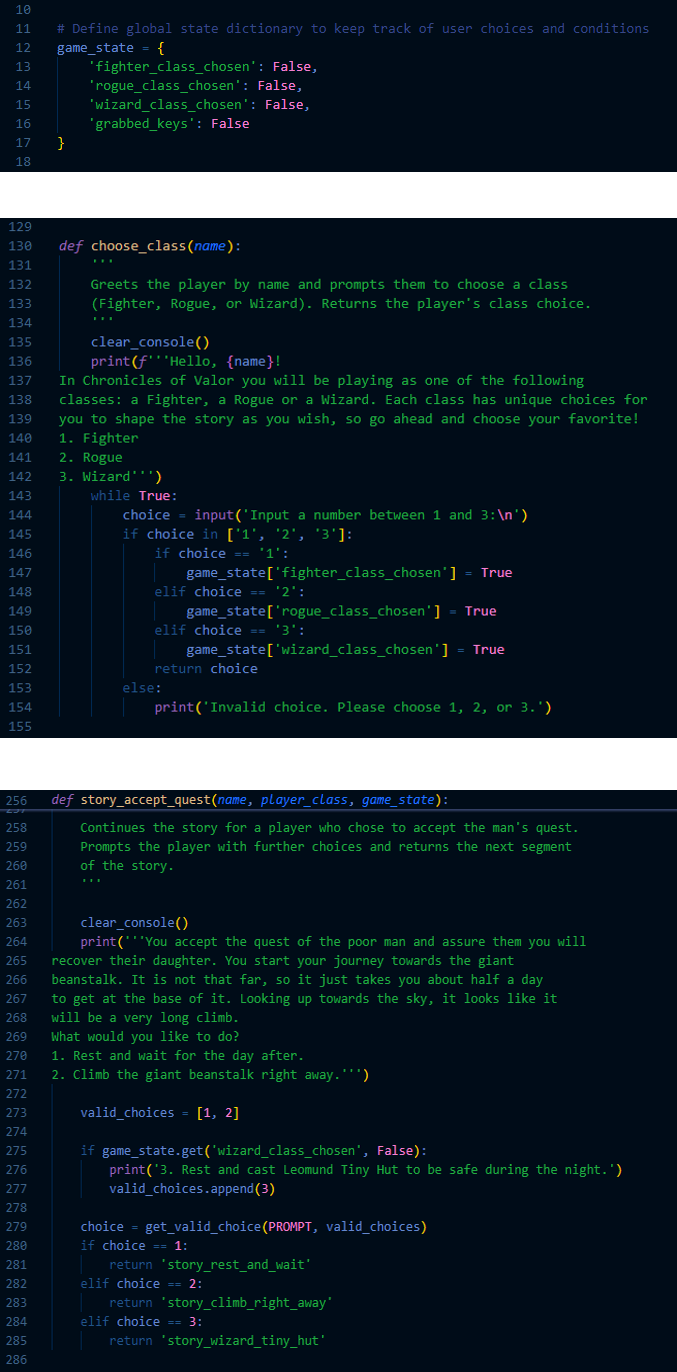 10
11 # Define global state dictionary to keep track of user choices and conditions
12 game_state = {
13     'fighter_class_chosen': False,
14     'rogue_class_chosen': False,
15     'wizard_class_chosen': False,
16     'grabbed_keys': False
17 }
18
129
130 def choose_class(name):
131     '''
132     Greets the player by name and prompts them to choose a class
133     (Fighter, Rogue, or Wizard). Returns the player's class choice.
134     '''
135     clear_console()
136     print(f'''Hello, {name}!
137 In Chronicles of Valor you will be playing as one of the following
138 classes: a Fighter, a Rogue or a Wizard. Each class has unique choices for
139 you to shape the story as you wish, so go ahead and choose your favorite!
140 1. Fighter
141 2. Rogue
142 3. Wizard''')
143     while True:
144         choice = input('Input a number between 1 and 3:\n')
145         if choice in ['1', '2', '3']:
146             if choice == '1':
147                 game_state['fighter_class_chosen'] = True
148             elif choice == '2':
149                 game_state['rogue_class_chosen'] = True
150             elif choice == '3':
151                 game_state['wizard_class_chosen'] = True
152             return choice
153         else:
154             print('Invalid choice. Please choose 1, 2, or 3.')
155
256 def story_accept_quest(name, player_class, game_state):
258     Continues the story for a player who chose to accept the man's quest.
259     Prompts the player with further choices and returns the next segment
260     of the story.
261     '''
262
263     clear_console()
264     print('''You accept the quest of the poor man and assure them you will
265 recover their daughter. You start your journey towards the giant
266 beanstalk. It is not that far, so it just takes you about half a day
267 to get at the base of it. Looking up towards the sky, it looks like it
268 will be a very long climb.
269 What would you like to do?
270 1. Rest and wait for the day after.
271 2. Climb the giant beanstalk right away.''')
272
273     valid_choices = [1, 2]
274
275     if game_state.get('wizard_class_chosen', False):
276         print('3. Rest and cast Leomund Tiny Hut to be safe during the night.')
277         valid_choices.append(3)
278
279     choice = get_valid_choice(PROMPT, valid_choices)
280     if choice == 1:
281         return 'story_rest_and_wait'
282     elif choice == 2:
283         return 'story_climb_right_away'
284     elif choice == 3:
285         return 'story_wizard_tiny_hut'
286